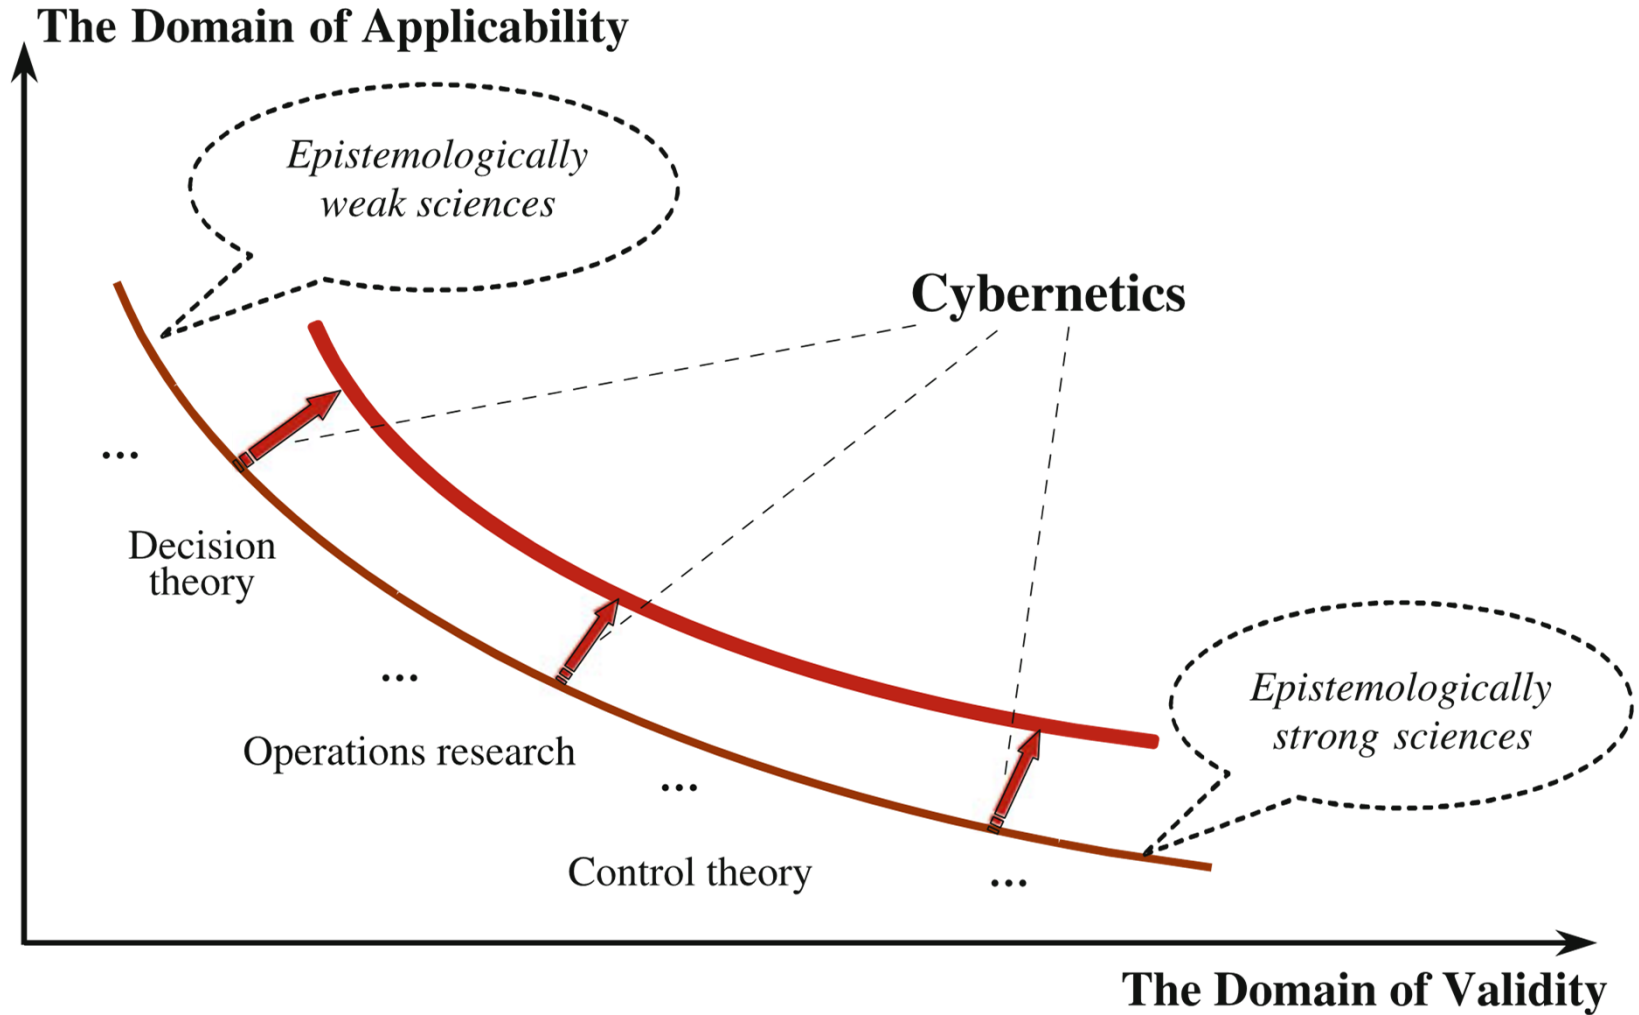 The Domain of Applicability
Epistemologically
weak sciences
Cybernetics
...
Decision
theory
...
Operations research
...
Epistemologically
strong sciences
Control theory
...
The Domain of Validity